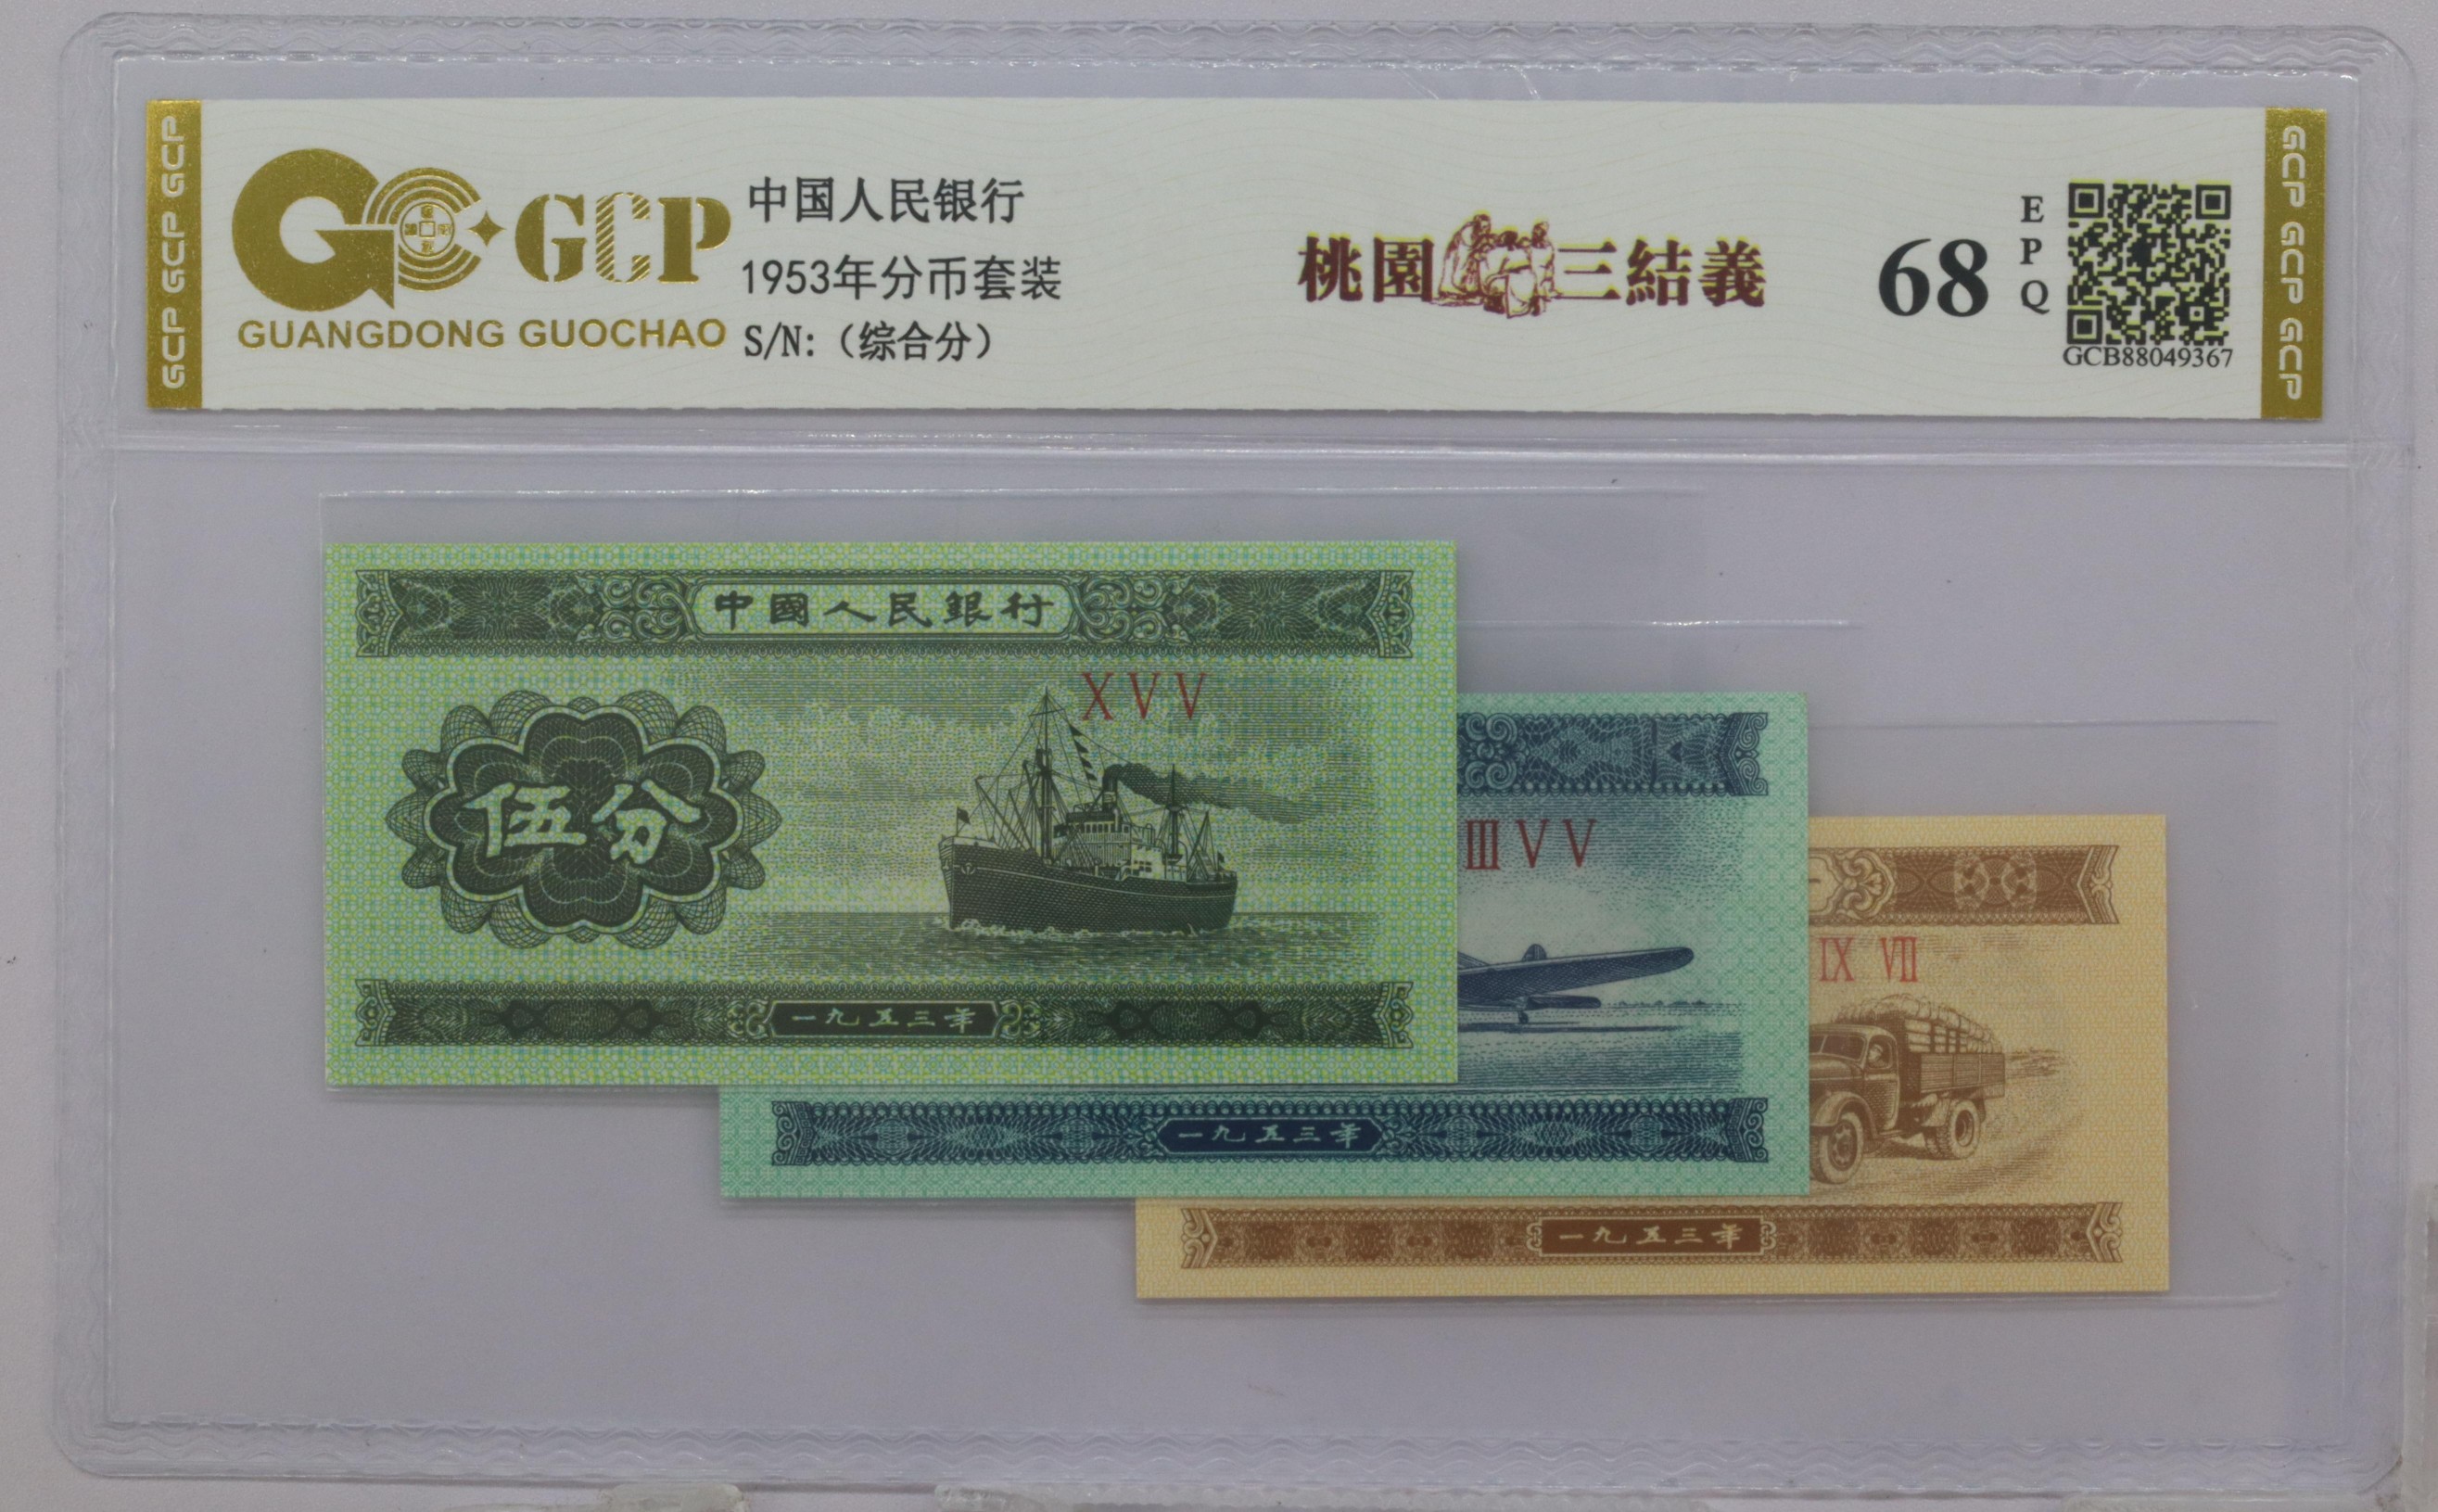 GCP GCP GCP
GCP
GUANGDONG GUOCHAO
中国人民银行
1953年分币套装
S/N:（综合分）
桃園三結義
68
EPQ
GCB88049367
GCP GCP GCP
中國人民銀行
XVV
伍分
一九五三年
ⅢVV
一九五三年
Ⅸ Ⅶ
一九五三年